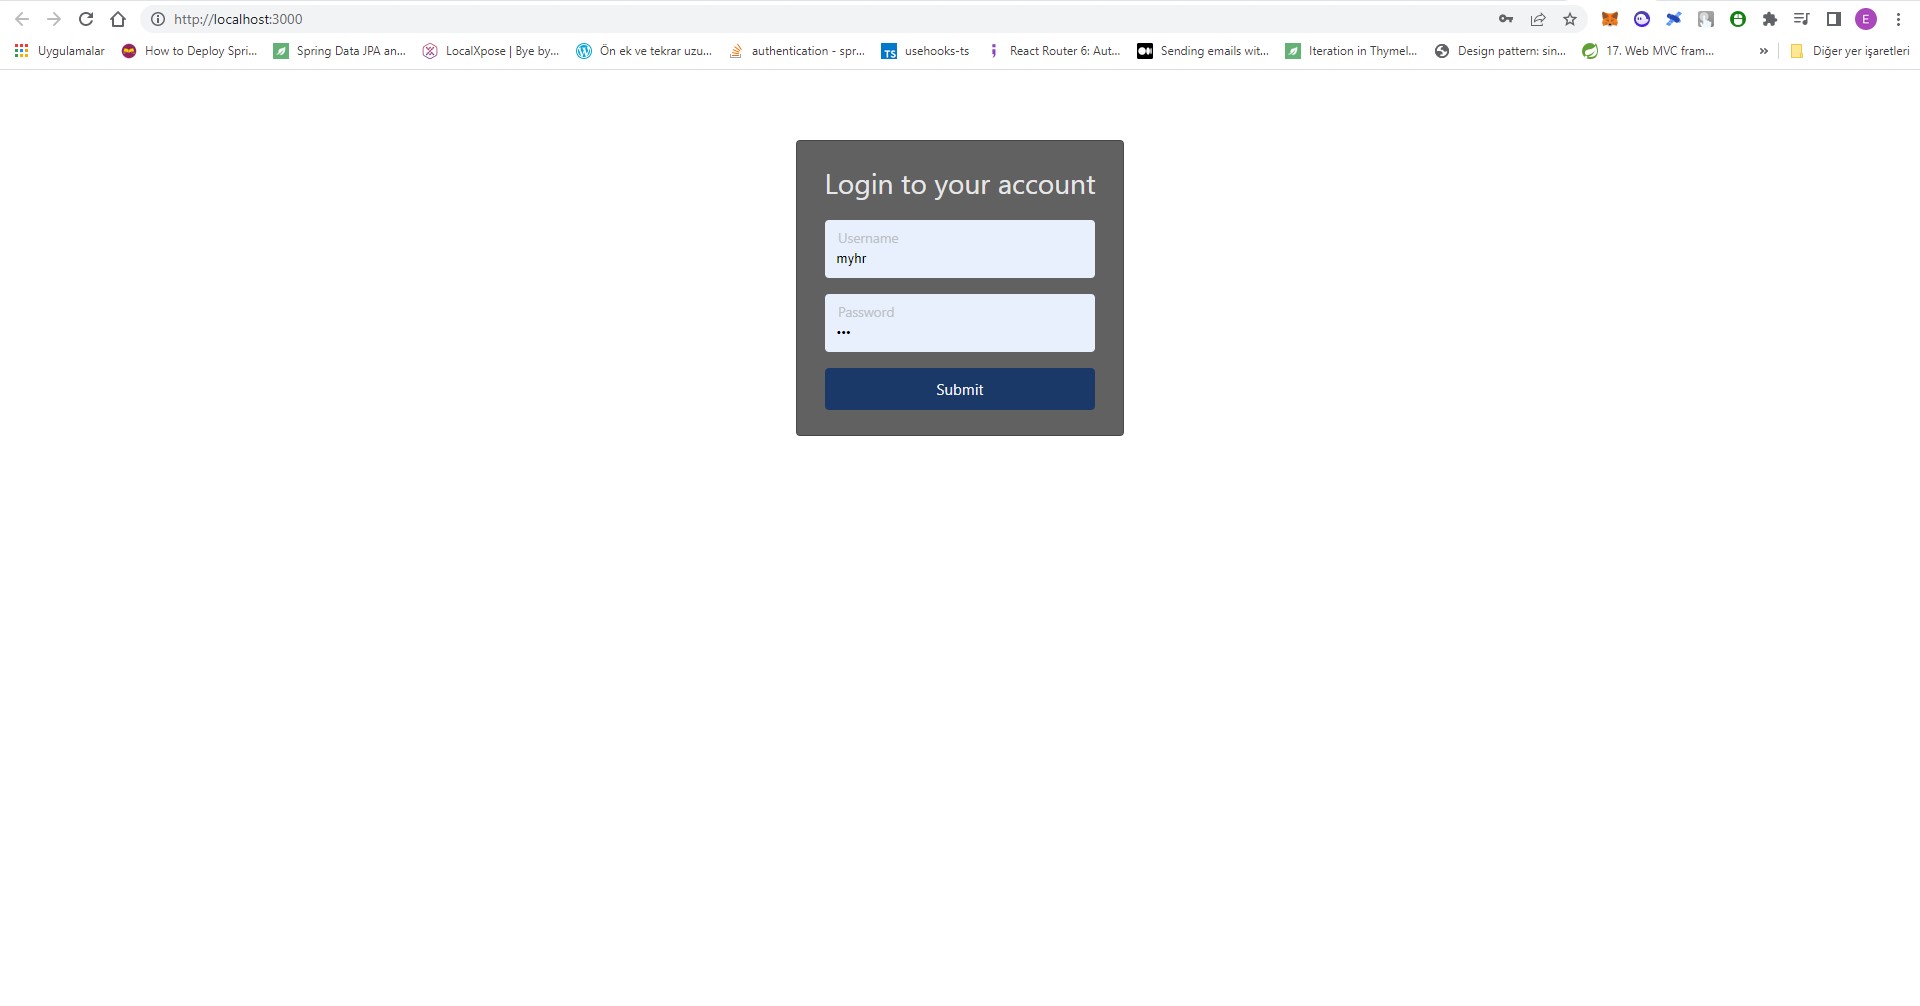 http://localhost:3000
E
Uygulamalar How to Deploy Spri... Spring Data JPA an... LocalXpose | Bye by... Ön ek ve tekrar uzu... authentication - spr... TS usehooks-ts React Router 6: Aut... Sending emails wit... Iteration in Thymel... Design pattern: sin... 17. Web MVC fram... » Diğer yer işaretleri
Login to your account
Username
myhr
Password
•••
Submit